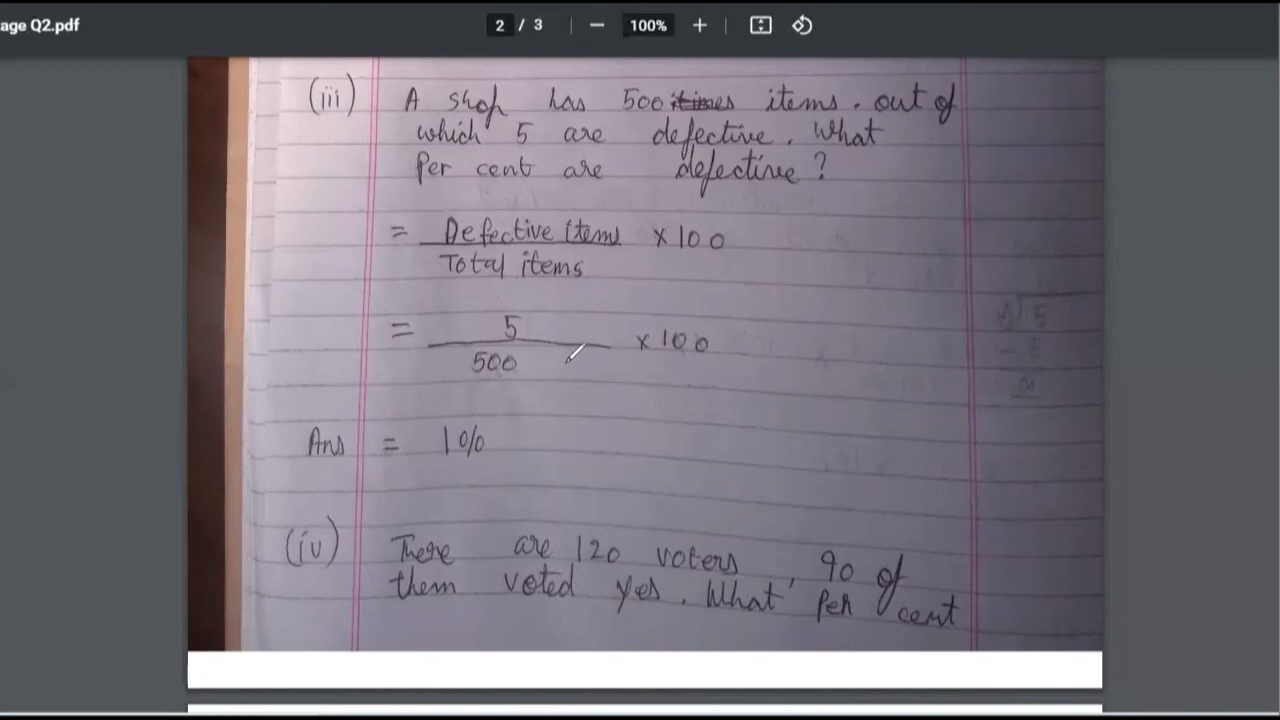 age Q2.pdf
2 / 3
100%
(iii) A shop has 500 items . out of
which 5 are defective. What
Per cent are defective ?
= Defective items × 100
Total items
= 5 × 100
500
Ans = 1%
(iv) There are 120 voters , 90 of
them voted yes. What Per cent